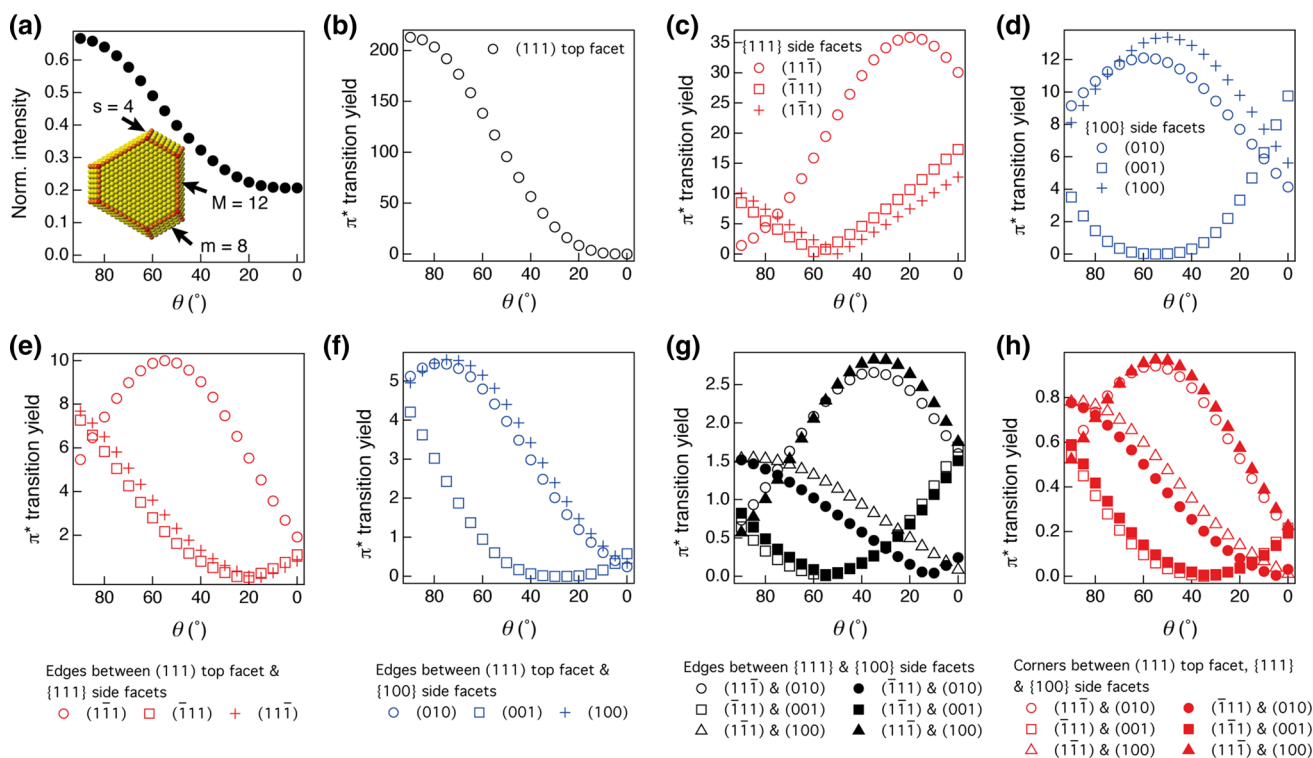 (a)
Norm. intensity
0.6
0.5
0.4
0.3
0.2
0.1
0.0
s = 4
M = 12
m = 8
80 60 40 20 0
θ (°)
(b)
π* transition yield
200
150
100
50
0
(111) top facet
80 60 40 20 0
θ (°)
(c)
π* transition yield
35
30
25
20
15
10
5
0
{111} side facets
(111̄)
(1̄11)
(11̄1)
80 60 40 20 0
θ (°)
(d)
π* transition yield
12
10
8
6
4
2
0
{100} side facets
(010)
(001)
(100)
80 60 40 20 0
θ (°)
(e)
π* transition yield
10
8
6
4
2
80 60 40 20 0
θ (°)
Edges between (111) top facet &
{111} side facets
(11̄1) (1̄11) (111̄)
(f)
π* transition yield
5
4
3
2
1
0
80 60 40 20 0
θ (°)
Edges between (111) top facet &
{100} side facets
(010) (001) (100)
(g)
π* transition yield
2.5
2.0
1.5
1.0
0.5
0.0
80 60 40 20 0
θ (°)
Edges between {111} & {100} side facets
(111̄) & (010) (1̄11) & (010)
(1̄11) & (001) (11̄1) & (001)
(11̄1) & (100) (111̄) & (100)
(h)
π* transition yield
0.8
0.6
0.4
0.2
0.0
80 60 40 20 0
θ (°)
Corners between (111) top facet, {111}
& {100} side facets
(111̄) & (010) (1̄11) & (010)
(1̄11) & (001) (11̄1) & (001)
(11̄1) & (100) (111̄) & (100)